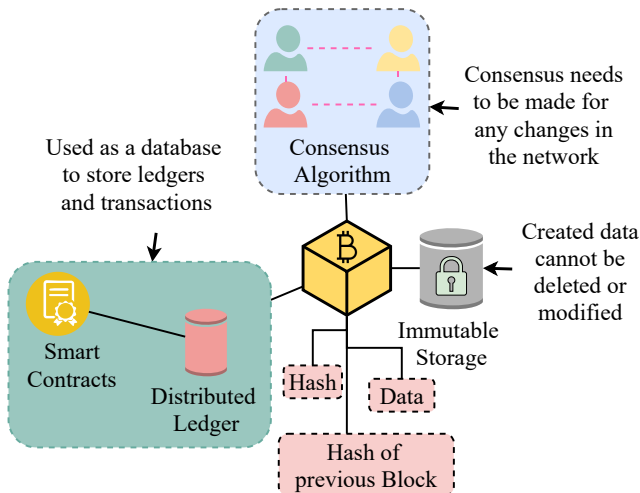 Consensus
Algorithm
Consensus needs
to be made for
any changes in
the network
Used as a database
to store ledgers
and transactions
Created data
cannot be
deleted or
modified
Immutable
Storage
Smart
Contracts
Distributed
Ledger
Hash
Data
Hash of
previous Block